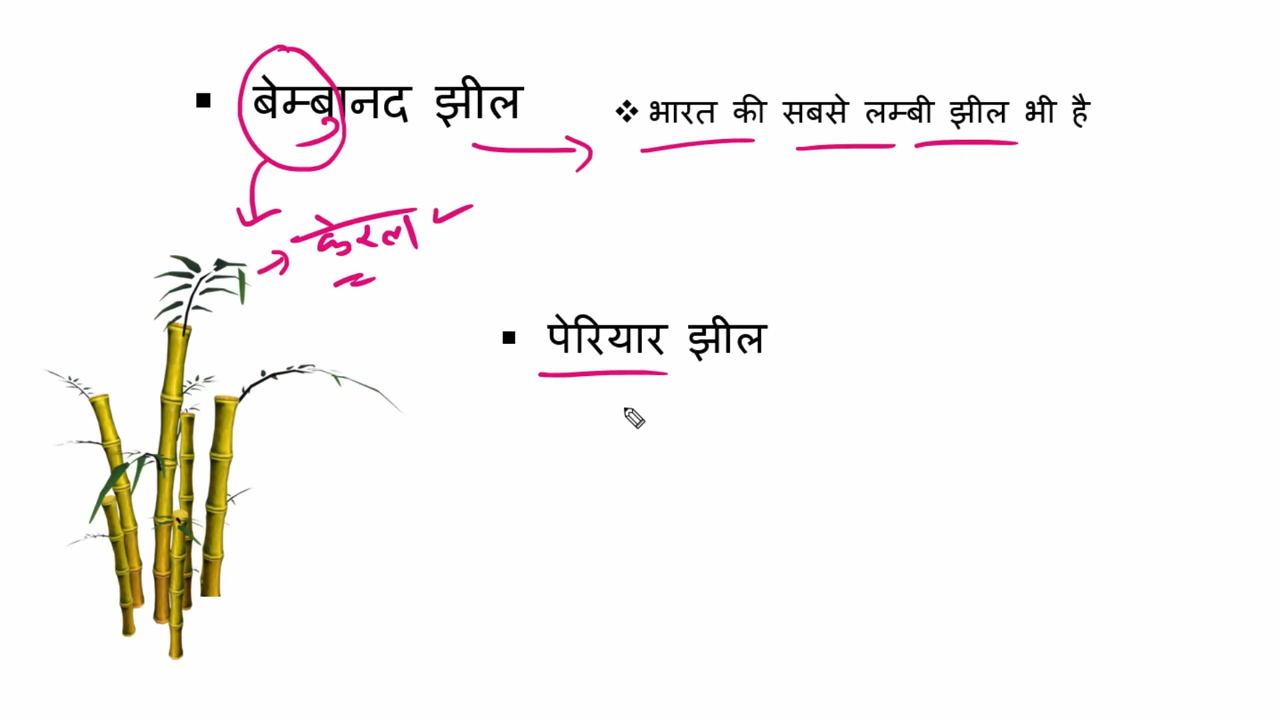 ▪ बेम्बानद झील
❖ भारत की सबसे लम्बी झील भी है
केरल
▪ पेरियार झील